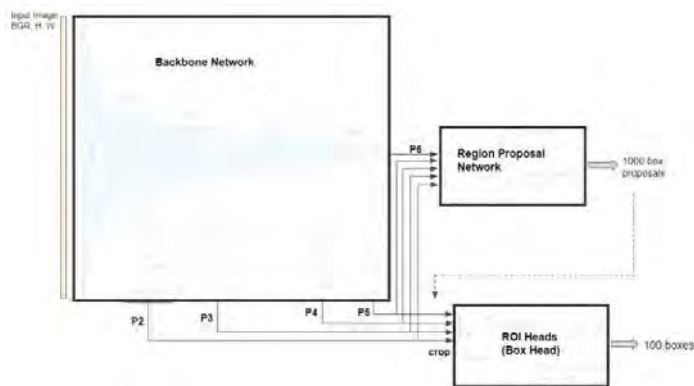 Input Image:
BGR, H, W
Backbone Network
P6
Region Proposal
Network
1000 box
proposals
P2
P3
P4
P5
crop
ROI Heads
(Box Head)
100 boxes